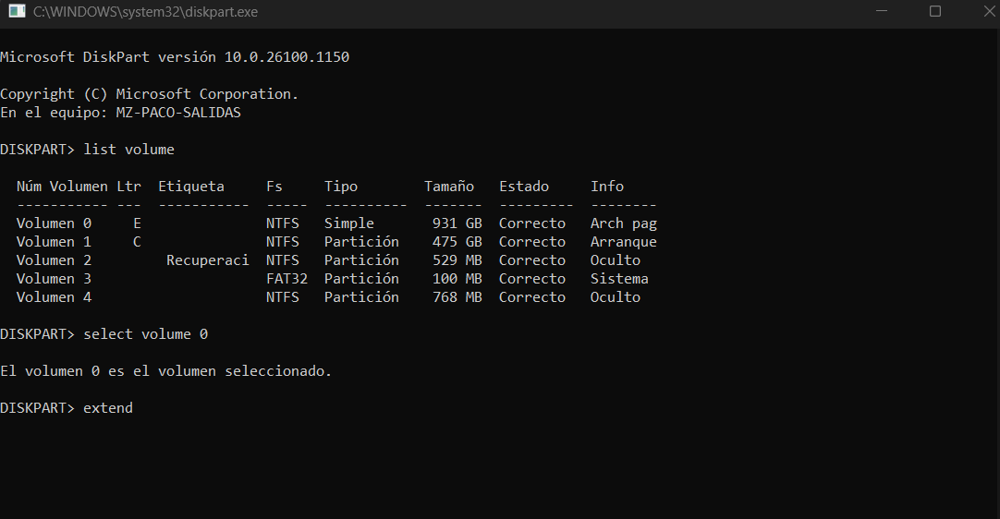 C:\WINDOWS\system32\diskpart.exe
Microsoft DiskPart versión 10.0.26100.1150
Copyright (C) Microsoft Corporation.
En el equipo: MZ-PACO-SALIDAS
DISKPART> list volume
Núm Volumen Ltr  Etiqueta     Fs     Tipo        Tamaño   Estado     Info
----------- ---  -----------  -----  ----------  -------  ---------  --------
Volumen 0     E               NTFS   Simple       931 GB  Correcto   Arch pag
Volumen 1     C               NTFS   Partición    475 GB  Correcto   Arranque
Volumen 2         Recuperaci  NTFS   Partición    529 MB  Correcto   Oculto
Volumen 3                     FAT32  Partición    100 MB  Correcto   Sistema
Volumen 4                     NTFS   Partición    768 MB  Correcto   Oculto
DISKPART> select volume 0
El volumen 0 es el volumen seleccionado.
DISKPART> extend